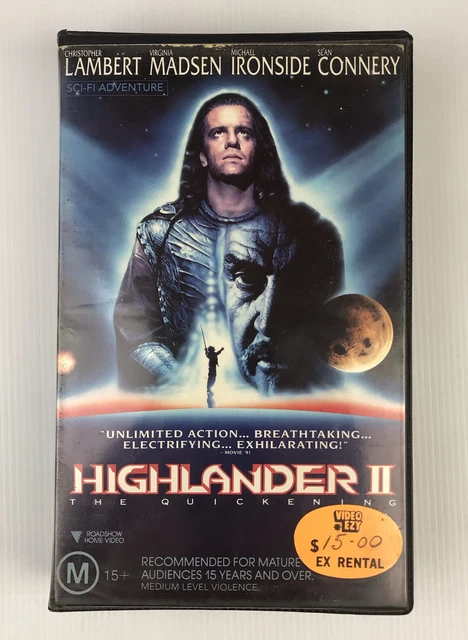 CHRISTOPHER VIRGINIA MICHAEL SEAN
LAMBERT MADSEN IRONSIDE CONNERY
SCI-FI ADVENTURE
"UNLIMITED ACTION... BREATHTAKING...
ELECTRIFYING... EXHILARATING!"
- MOVIE 91
HIGHLANDER II
THE QUICKENING
VIDEO
EZY
$15-00
EX RENTAL
ROADSHOW
HOME VIDEO
M 15+
RECOMMENDED FOR MATURE
AUDIENCES 15 YEARS AND OVER.
MEDIUM LEVEL VIOLENCE.